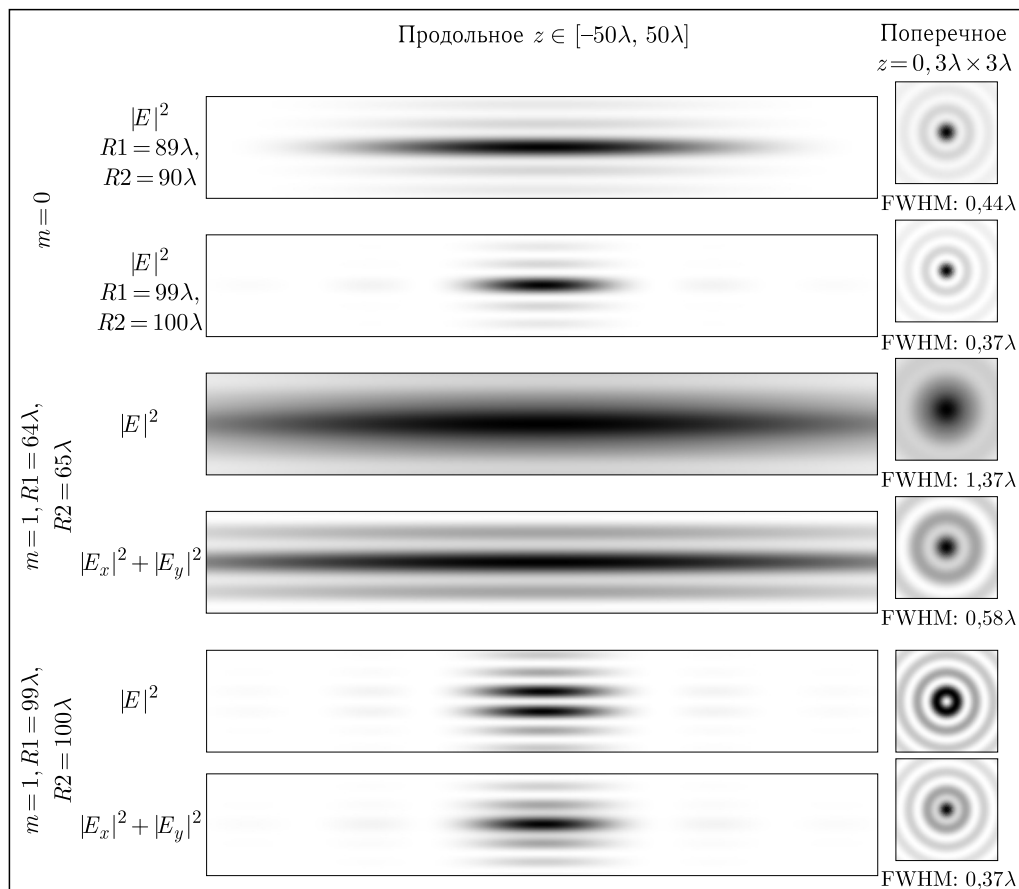 Продольное z ∈ [–50λ, 50λ]
Поперечное
z = 0, 3λ × 3λ
m = 0
|E|²
R1 = 89λ,
R2 = 90λ
FWHM: 0,44λ
|E|²
R1 = 99λ,
R2 = 100λ
FWHM: 0,37λ
m = 1, R1 = 64λ,
R2 = 65λ
|E|²
FWHM: 1,37λ
|Eₓ|² + |E_y|²
FWHM: 0,58λ
m = 1, R1 = 99λ,
R2 = 100λ
|E|²
|Eₓ|² + |E_y|²
FWHM: 0,37λ